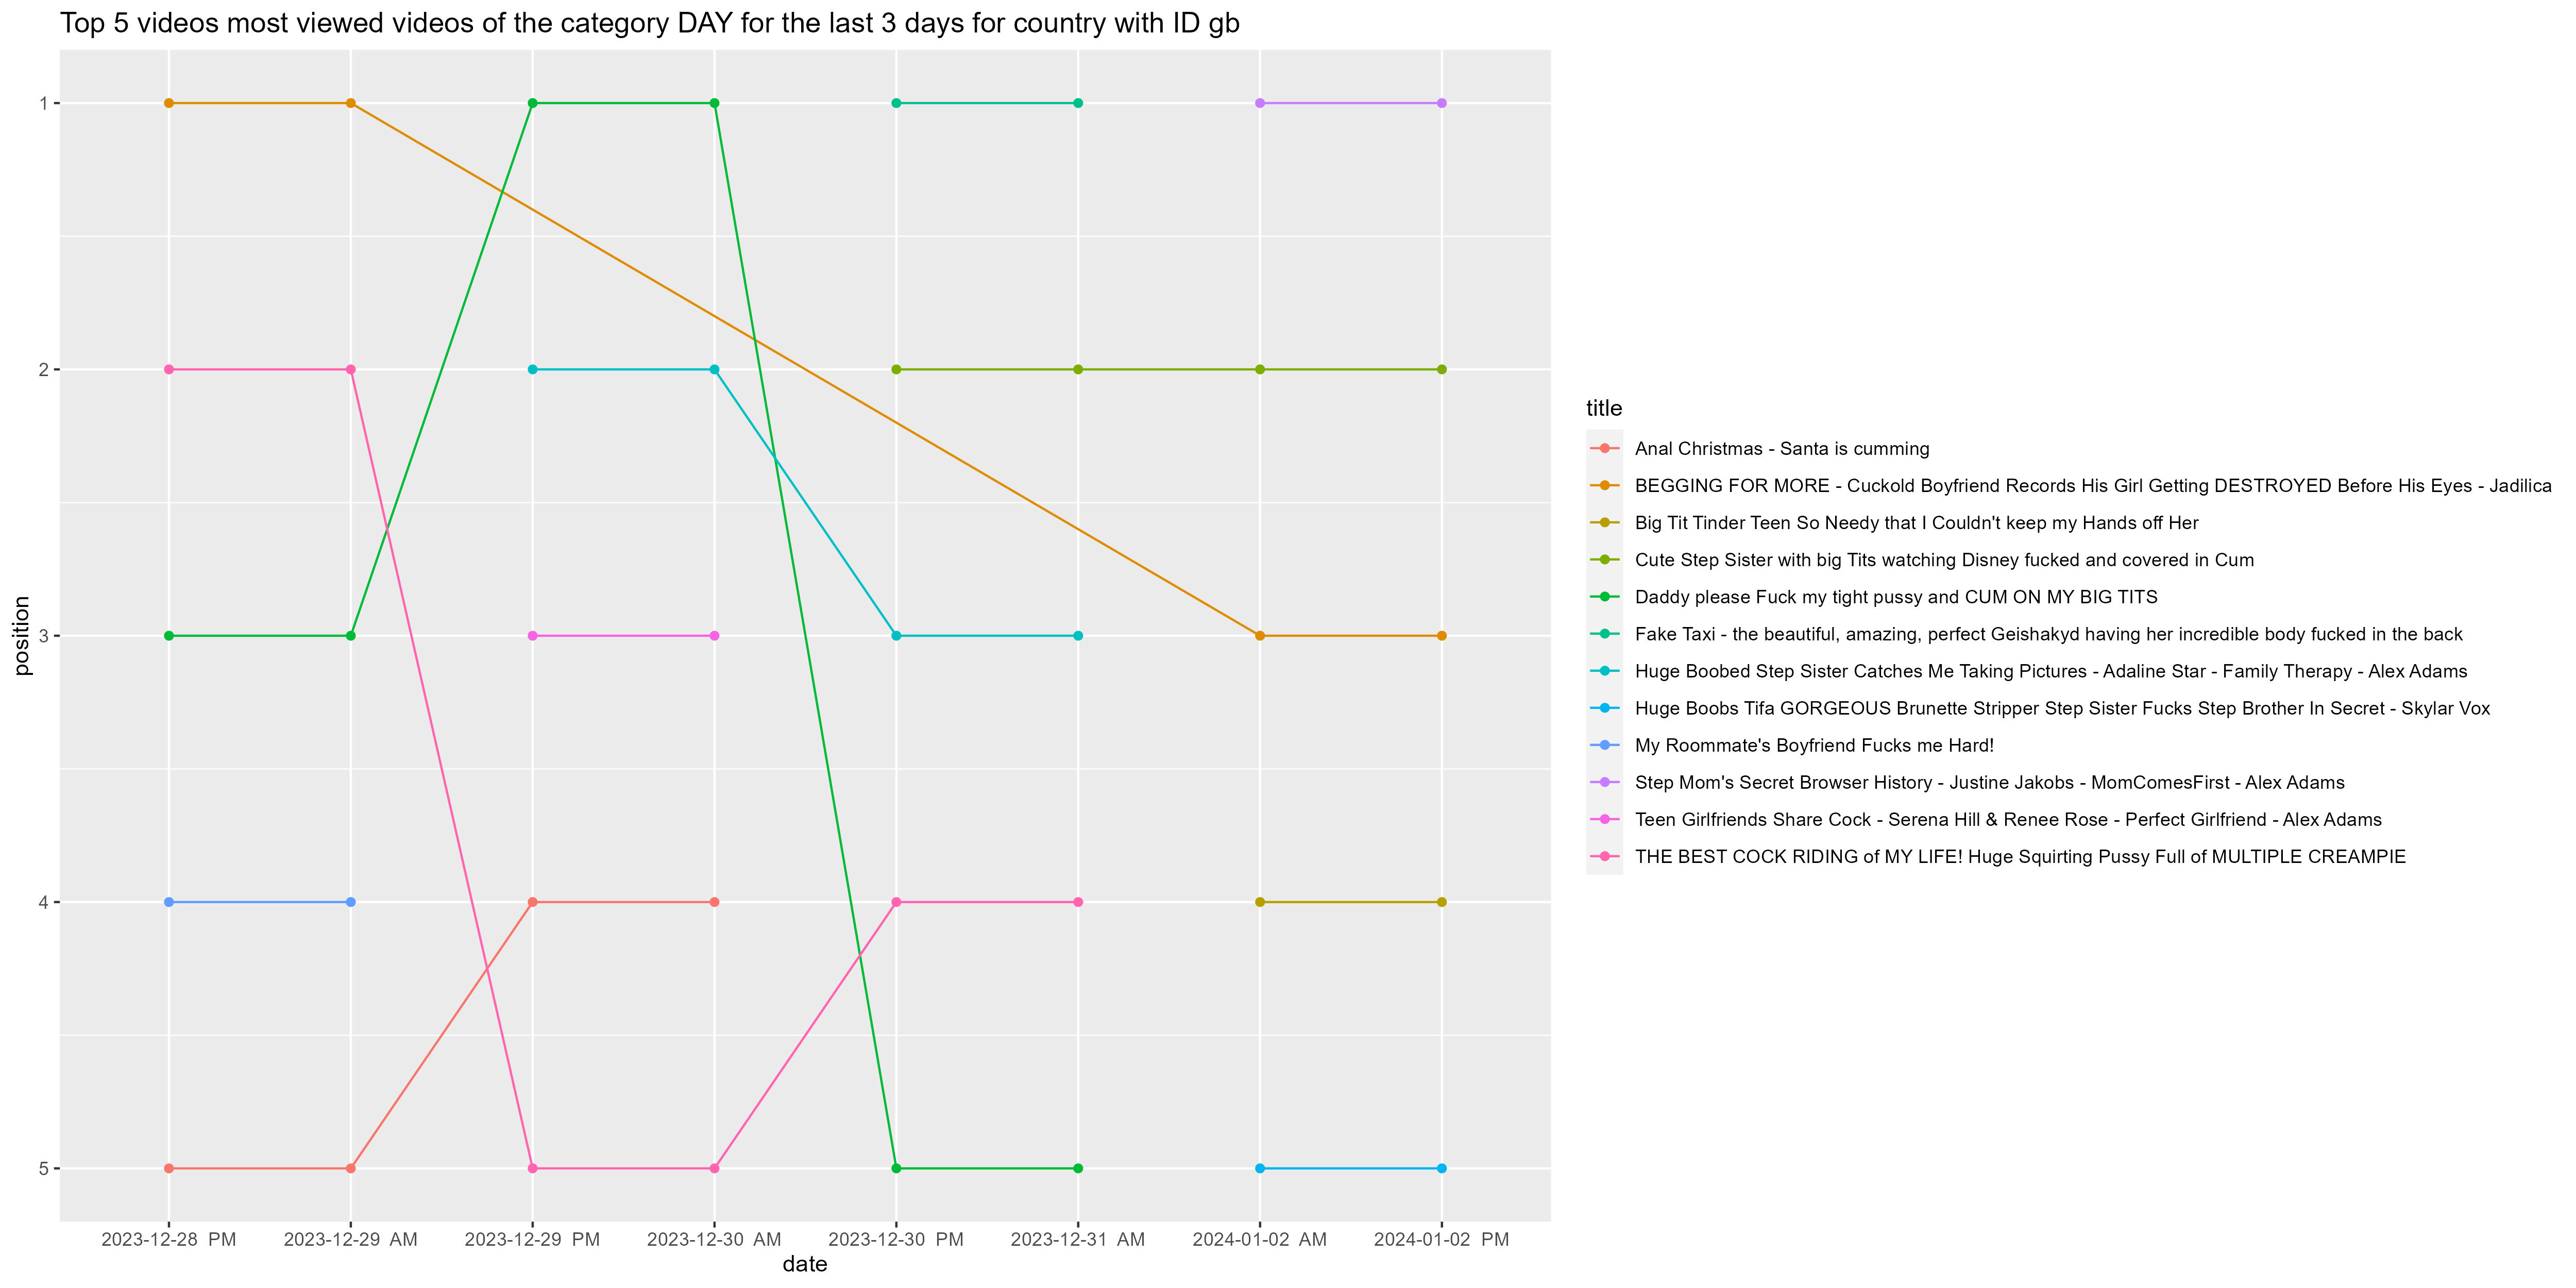 Top 5 videos most viewed videos of the category DAY for the last 3 days for country with ID gb
position
1
2
3
4
5
2023-12-28 PM
2023-12-29 AM
2023-12-29 PM
2023-12-30 AM
2023-12-30 PM
2023-12-31 AM
2024-01-02 AM
2024-01-02 PM
date
title
Anal Christmas - Santa is cumming
BEGGING FOR MORE - Cuckold Boyfriend Records His Girl Getting DESTROYED Before His Eyes - Jadilica
Big Tit Tinder Teen So Needy that I Couldn't keep my Hands off Her
Cute Step Sister with big Tits watching Disney fucked and covered in Cum
Daddy please Fuck my tight pussy and CUM ON MY BIG TITS
Fake Taxi - the beautiful, amazing, perfect Geishakyd having her incredible body fucked in the back
Huge Boobed Step Sister Catches Me Taking Pictures - Adaline Star - Family Therapy - Alex Adams
Huge Boobs Tifa GORGEOUS Brunette Stripper Step Sister Fucks Step Brother In Secret - Skylar Vox
My Roommate's Boyfriend Fucks me Hard!
Step Mom's Secret Browser History - Justine Jakobs - MomComesFirst - Alex Adams
Teen Girlfriends Share Cock - Serena Hill & Renee Rose - Perfect Girlfriend - Alex Adams
THE BEST COCK RIDING of MY LIFE! Huge Squirting Pussy Full of MULTIPLE CREAMPIE